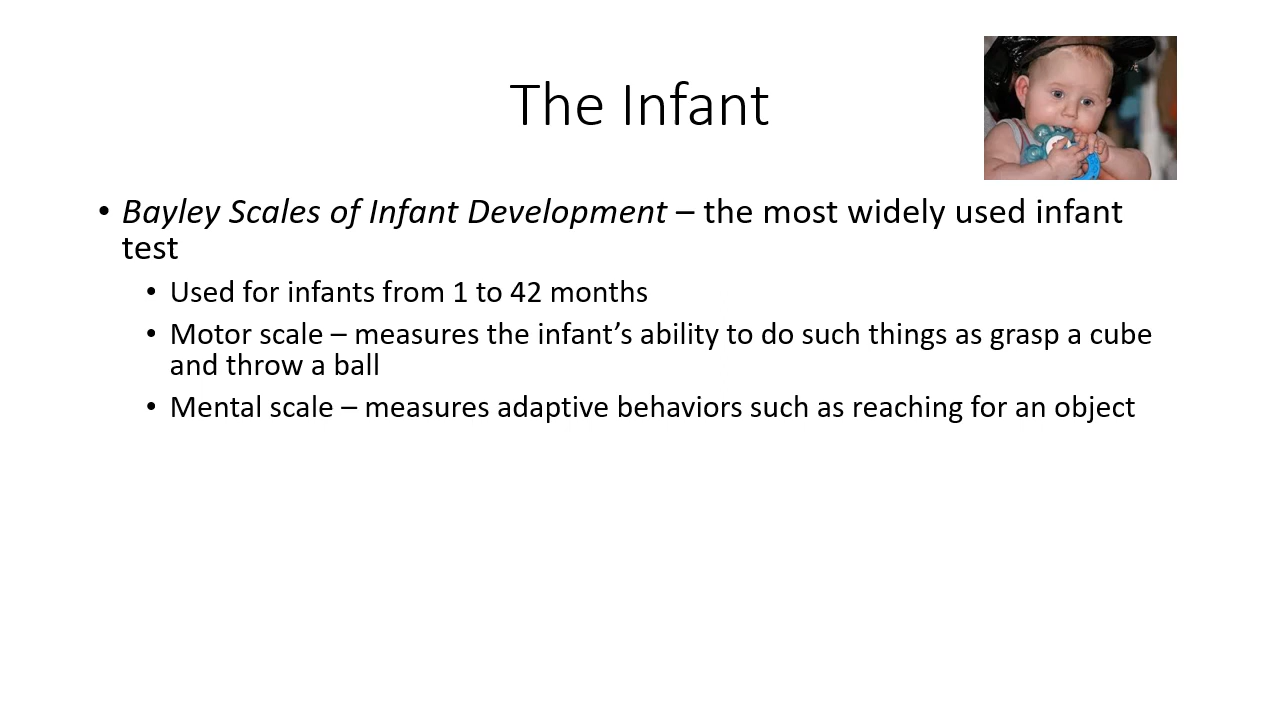 The Infant
• Bayley Scales of Infant Development – the most widely used infant
test
• Used for infants from 1 to 42 months
• Motor scale – measures the infant’s ability to do such things as grasp a cube
and throw a ball
• Mental scale – measures adaptive behaviors such as reaching for an object